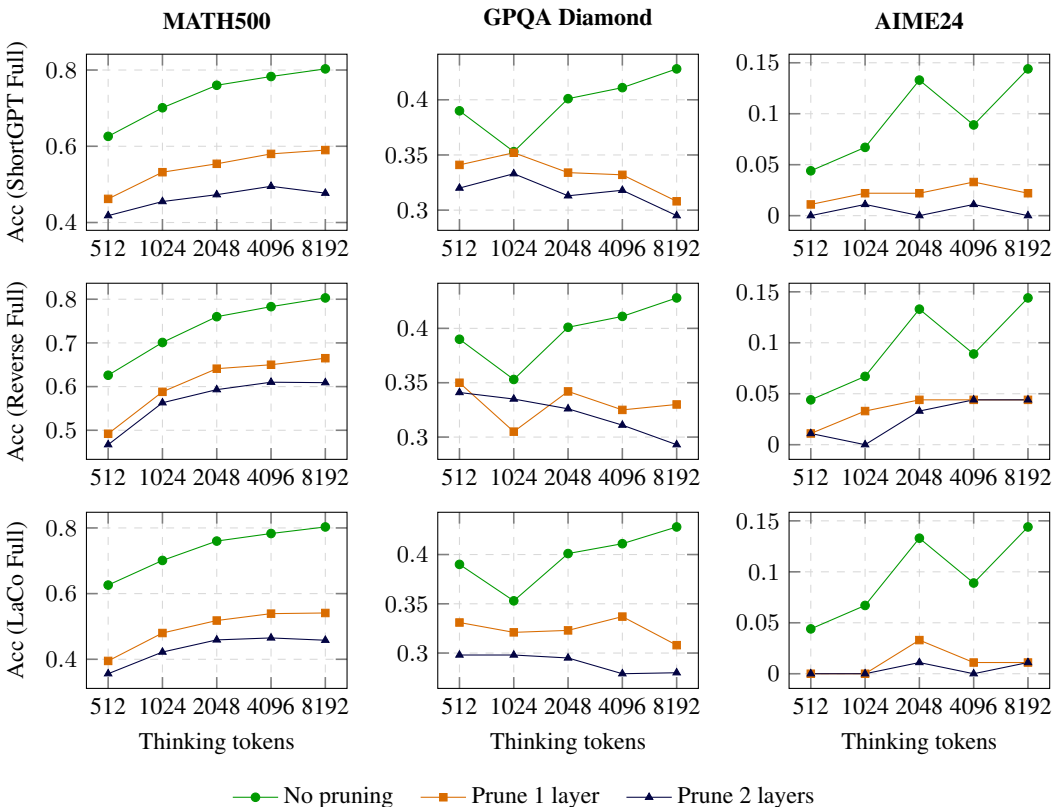 MATH500 GPQA Diamond AIME24
Acc (ShortGPT Full)
0.8
0.6
0.4
512 1024 2048 4096 8192
0.4
0.35
0.3
512 1024 2048 4096 8192
0.15
0.1
0.05
0
512 1024 2048 4096 8192
Acc (Reverse Full)
0.8
0.7
0.6
0.5
512 1024 2048 4096 8192
0.4
0.35
0.3
512 1024 2048 4096 8192
0.15
0.1
0.05
0
512 1024 2048 4096 8192
Acc (LaCo Full)
0.8
0.6
0.4
512 1024 2048 4096 8192
Thinking tokens
0.4
0.35
0.3
512 1024 2048 4096 8192
Thinking tokens
0.15
0.1
0.05
0
512 1024 2048 4096 8192
Thinking tokens
No pruning Prune 1 layer Prune 2 layers